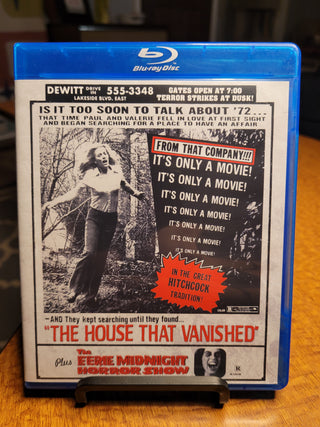 Blu-ray Disc
DEWITT DRIVE IN 555-3348
LAKESIDE BLVD. EAST
GATES OPEN AT 7:00
TERROR STRIKES AT DUSK!
IS IT TOO SOON TO TALK ABOUT '72...
THAT TIME PAUL AND VALERIE FELL IN LOVE AT FIRST SIGHT
AND BEGAN SEARCHING FOR A PLACE TO HAVE AN AFFAIR
FROM THAT COMPANY!!!
IT'S ONLY A MOVIE!
IT'S ONLY A MOVIE!
IT'S ONLY A MOVIE!
IT'S ONLY A MOVIE!
IT'S ONLY A MOVIE!
IT'S ONLY A MOVIE!
IT'S ONLY A MOVIE!
IN THE GREAT
HITCHCOCK
TRADITION!
—AND They kept searching until they found...
"THE HOUSE THAT VANISHED"
Plus The
EERIE MIDNIGHT
HORROR SHOW
R